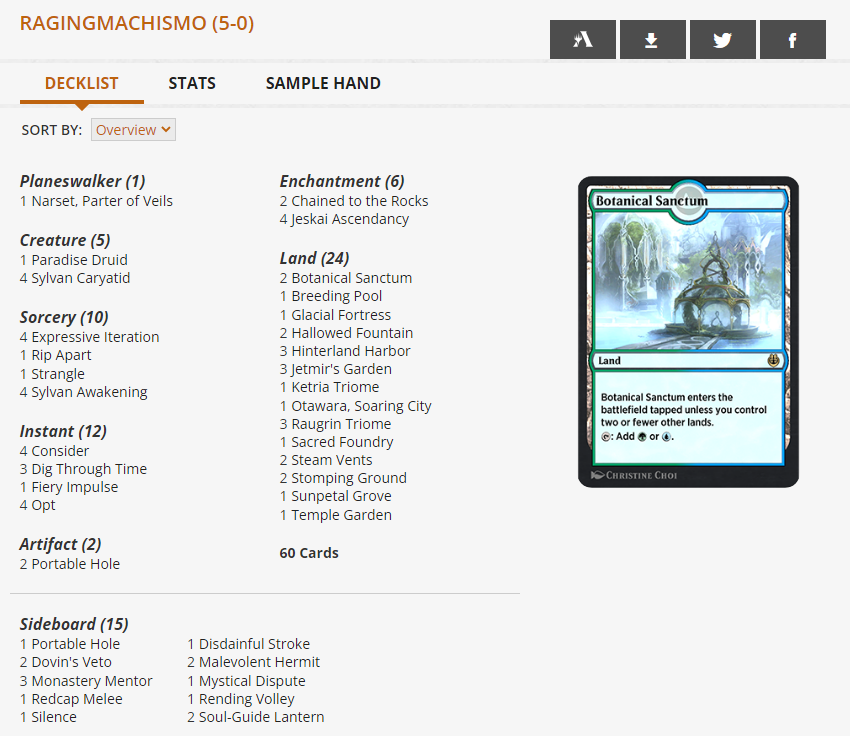 RAGINGMACHISMO (5-0)
DECKLIST
STATS
SAMPLE HAND
SORT BY:
Overview
Planeswalker (1)
1 Narset, Parter of Veils
Creature (5)
1 Paradise Druid
4 Sylvan Caryatid
Sorcery (10)
4 Expressive Iteration
1 Rip Apart
1 Strangle
4 Sylvan Awakening
Instant (12)
4 Consider
3 Dig Through Time
1 Fiery Impulse
4 Opt
Artifact (2)
2 Portable Hole
Enchantment (6)
2 Chained to the Rocks
4 Jeskai Ascendancy
Land (24)
2 Botanical Sanctum
1 Breeding Pool
1 Glacial Fortress
2 Hallowed Fountain
3 Hinterland Harbor
3 Jetmir's Garden
1 Ketria Triome
1 Otawara, Soaring City
3 Raugrin Triome
1 Sacred Foundry
2 Steam Vents
2 Stomping Ground
1 Sunpetal Grove
1 Temple Garden
60 Cards
Botanical Sanctum
Land
Botanical Sanctum enters the
battlefield tapped unless you control
two or fewer other lands.
: Add or .
Christine Choi
Sideboard (15)
1 Portable Hole
2 Dovin's Veto
3 Monastery Mentor
1 Redcap Melee
1 Silence
1 Disdainful Stroke
2 Malevolent Hermit
1 Mystical Dispute
1 Rending Volley
2 Soul-Guide Lantern